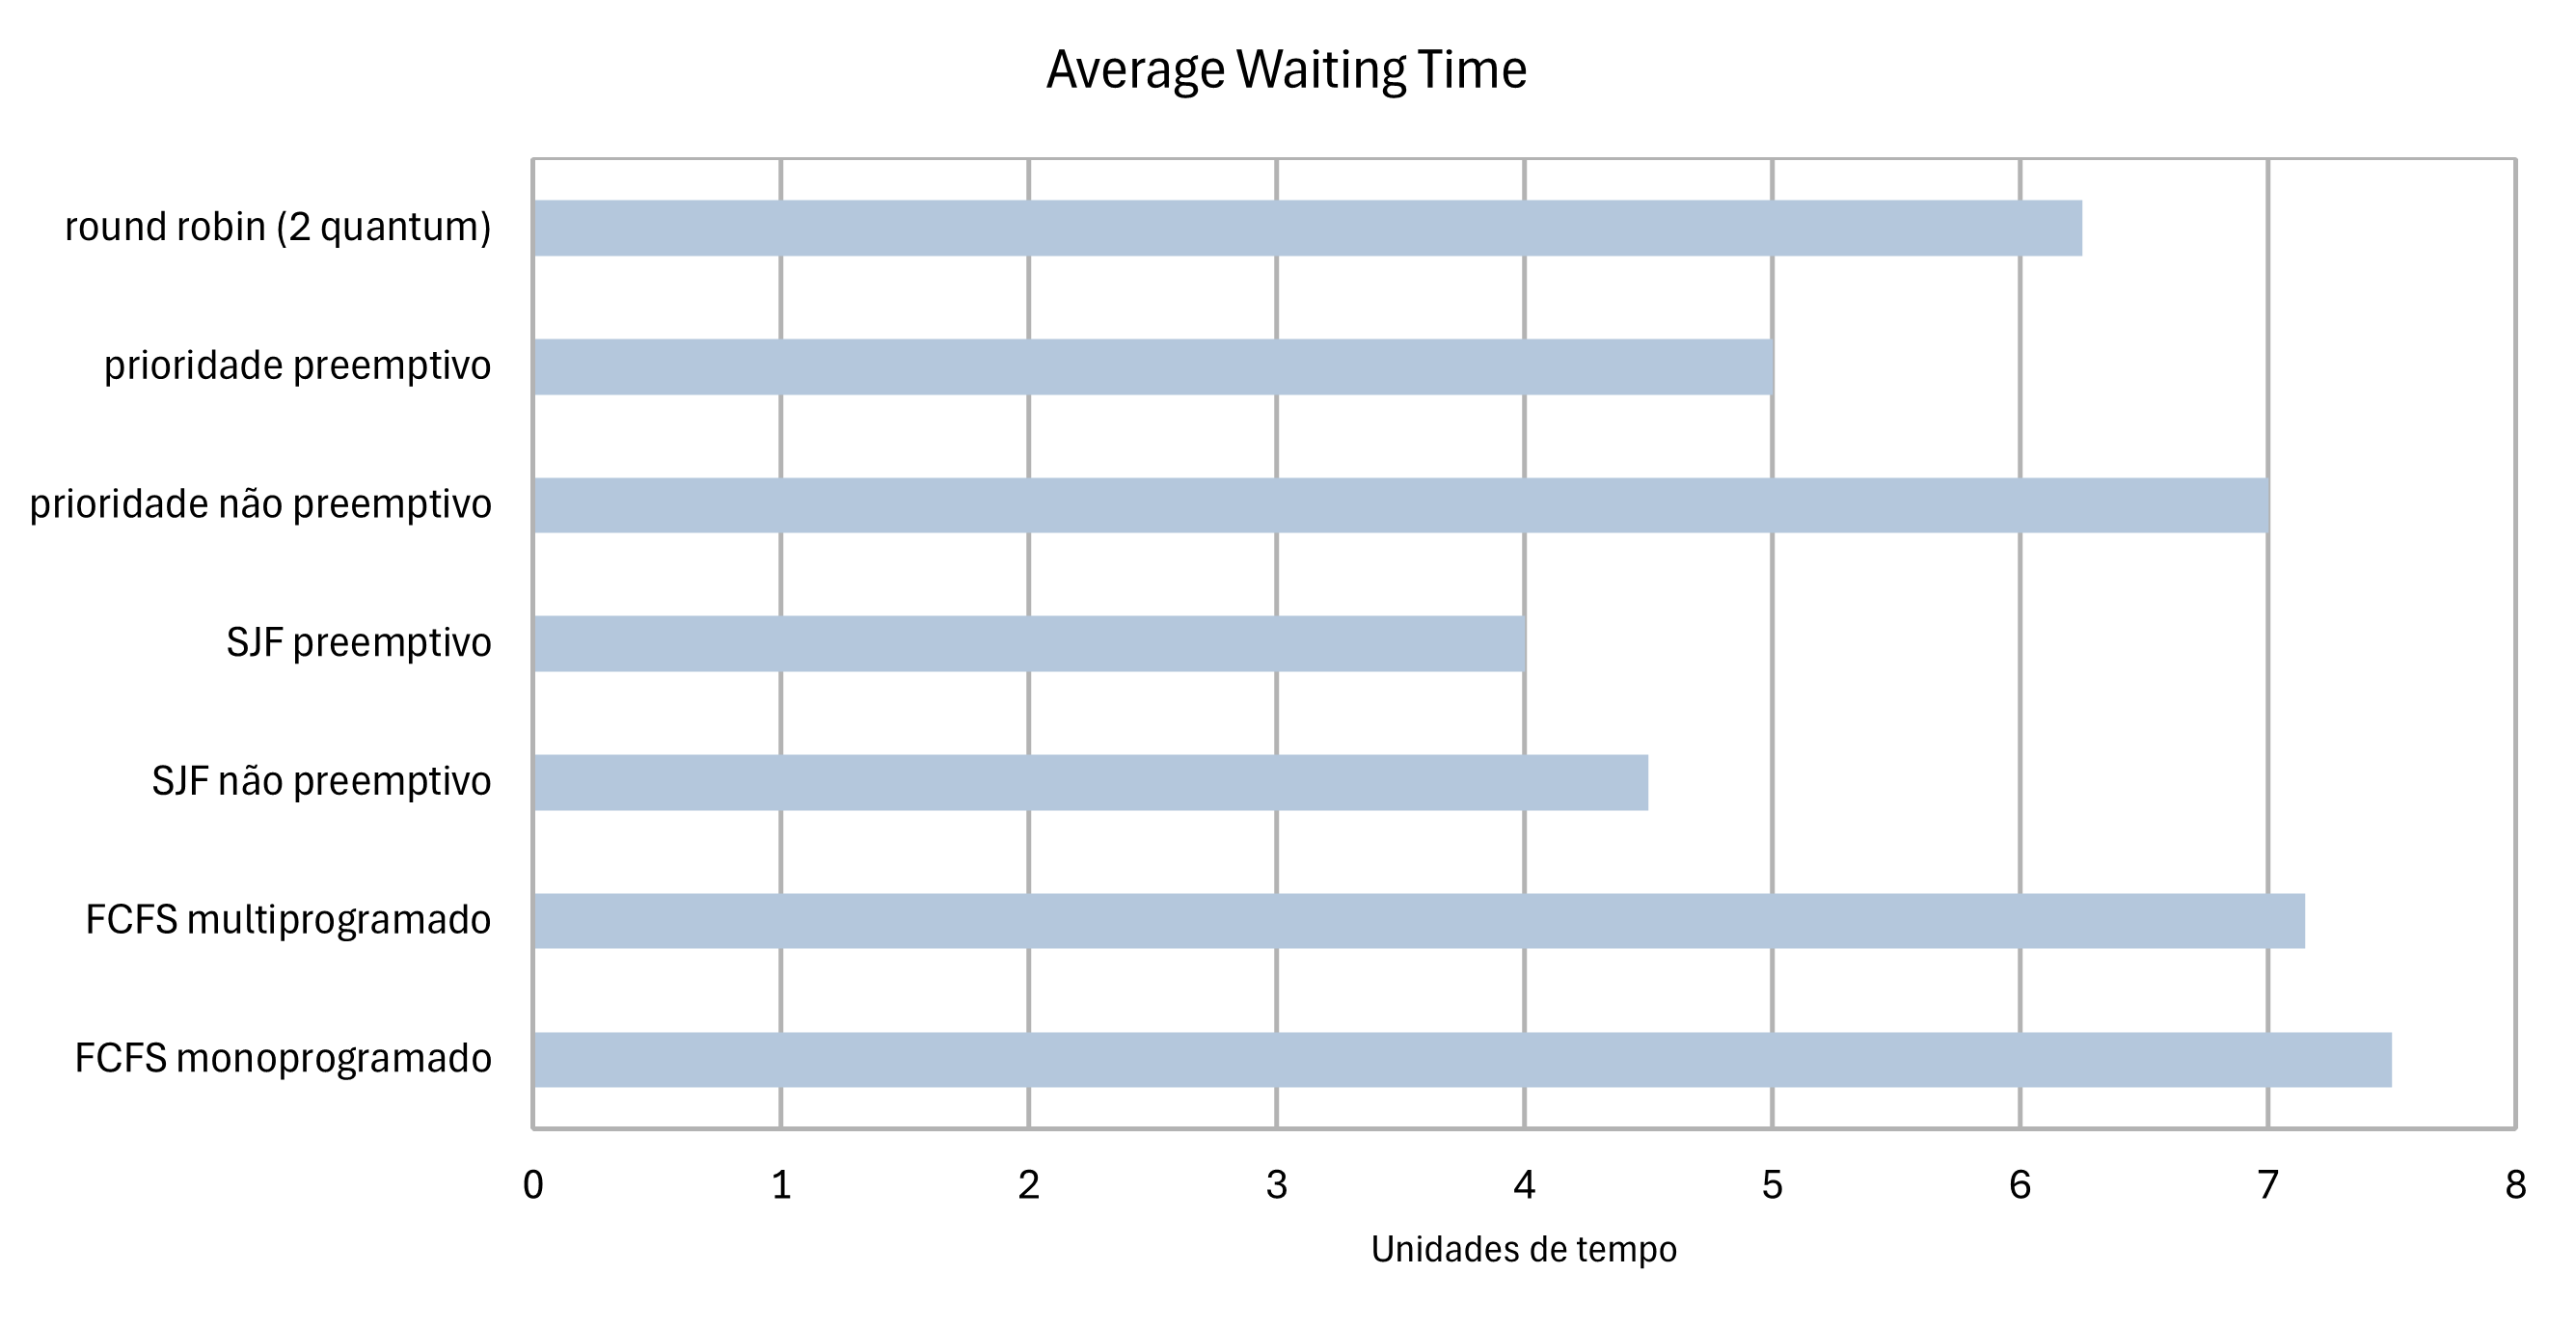 Average Waiting Time
round robin (2 quantum)
prioridade preemptivo
prioridade não preemptivo
SJF preemptivo
SJF não preemptivo
FCFS multiprogramado
FCFS monoprogramado
0 1 2 3 4 5 6 7 8
Unidades de tempo